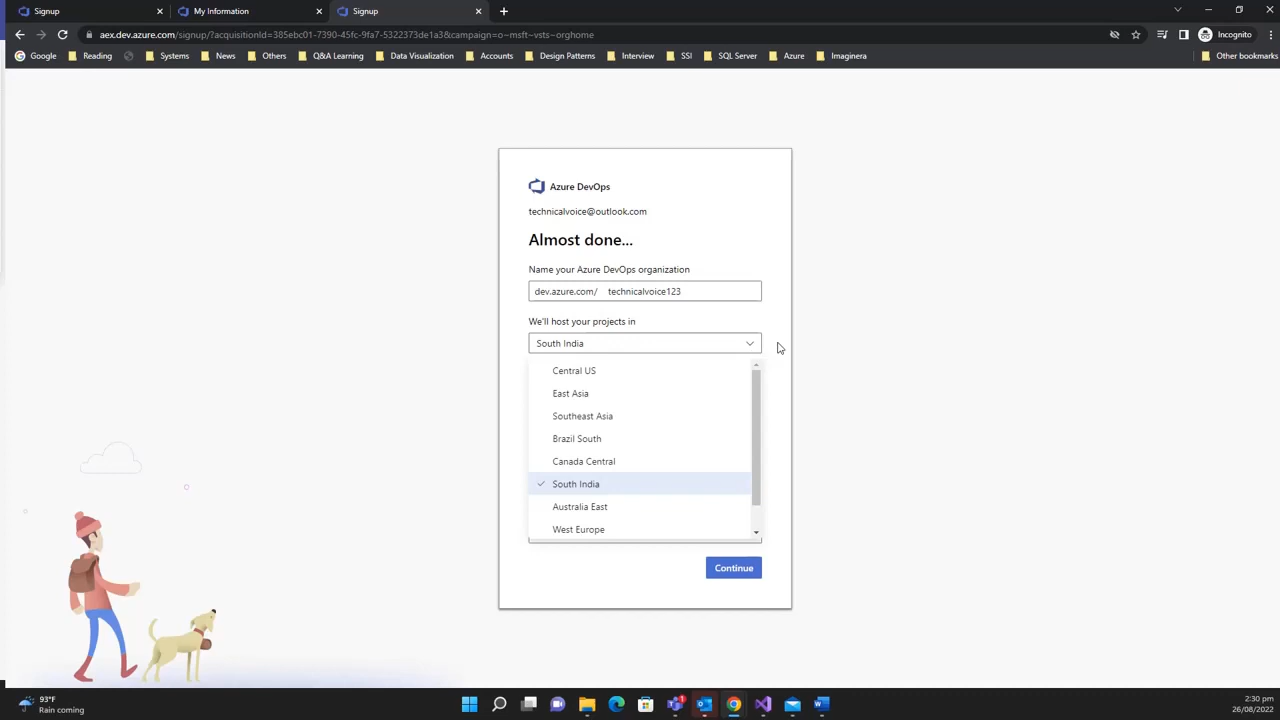 Signup
My Information
Signup
aex.dev.azure.com/signup/?acquisitionId=385ebc01-7390-45fc-9fa7-5322373de1a3&campaign=o~msft~vsts~orghome
Incognito
Google
Reading
Systems
News
Others
Q&A Learning
Data Visualization
Accounts
Design Patterns
Interview
SSI
SQL Server
Azure
Imaginera
Other bookmarks
Azure DevOps
technicalvoice@outlook.com
Almost done...
Name your Azure DevOps organization
dev.azure.com/ technicalvoice123
We'll host your projects in
South India
Central US
East Asia
Southeast Asia
Brazil South
Canada Central
South India
Australia East
West Europe
Continue
93°F
Rain coming
2:30 pm
26/08/2022